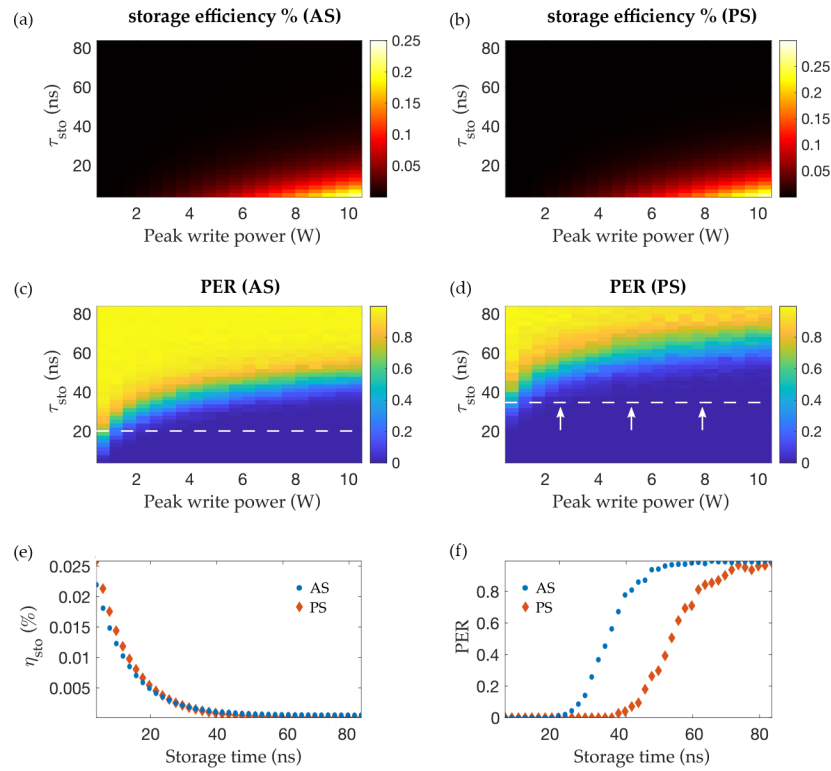 (a) storage efficiency % (AS)
(b) storage efficiency % (PS)
80
60
40
20
τsto (ns)
2 4 6 8 10
Peak write power (W)
0.25
0.2
0.15
0.1
0.05
80
60
40
20
τsto (ns)
2 4 6 8 10
Peak write power (W)
0.25
0.2
0.15
0.1
0.05
(c) PER (AS)
(d) PER (PS)
80
60
40
20
τsto (ns)
2 4 6 8 10
Peak write power (W)
0.8
0.6
0.4
0.2
0
80
60
40
20
τsto (ns)
2 4 6 8 10
Peak write power (W)
0.8
0.6
0.4
0.2
0
(e)
0.025
0.02
0.015
0.01
0.005
ηsto (%)
AS
PS
20 40 60 80
Storage time (ns)
(f)
0.8
0.6
0.4
0.2
0
PER
AS
PS
20 40 60 80
Storage time (ns)